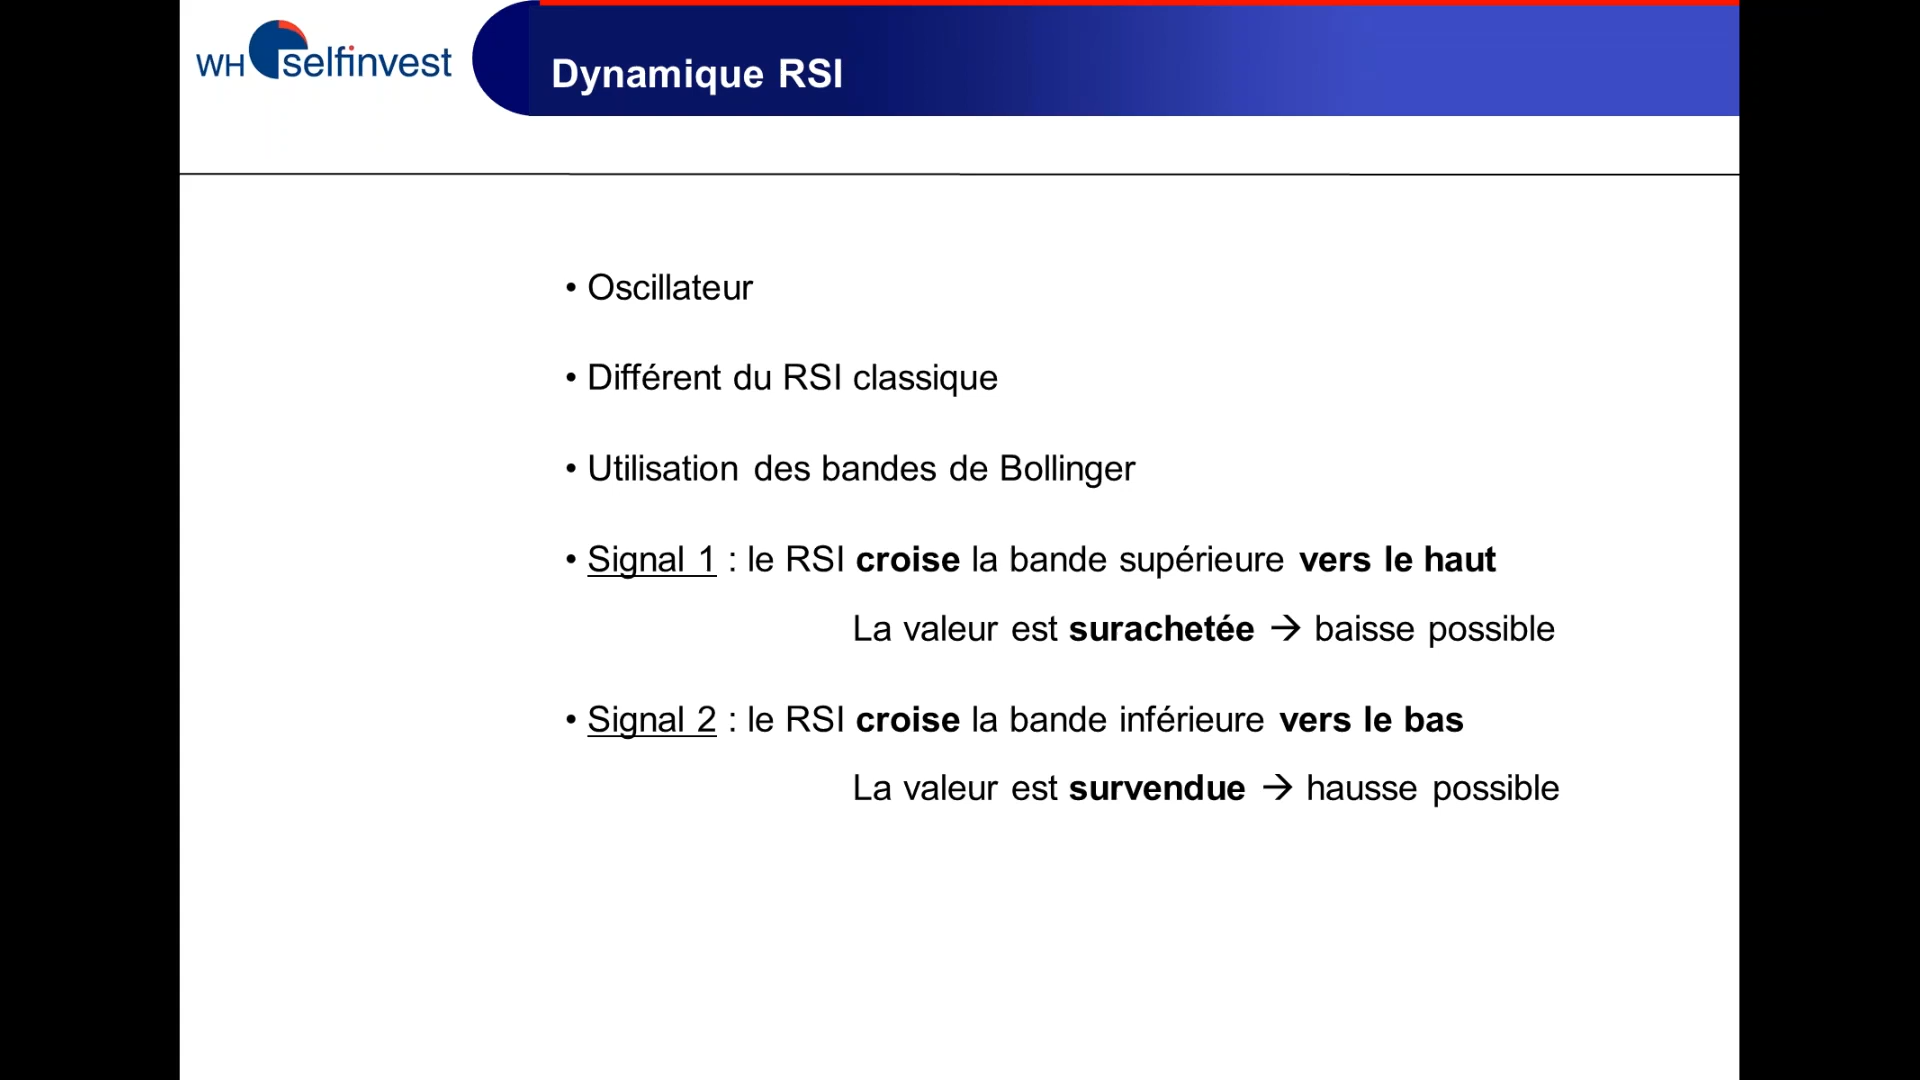 WH selfinvest
Dynamique RSI
• Oscillateur
• Différent du RSI classique
• Utilisation des bandes de Bollinger
• Signal 1 : le RSI croise la bande supérieure vers le haut
La valeur est surachetée → baisse possible
• Signal 2 : le RSI croise la bande inférieure vers le bas
La valeur est survendue → hausse possible